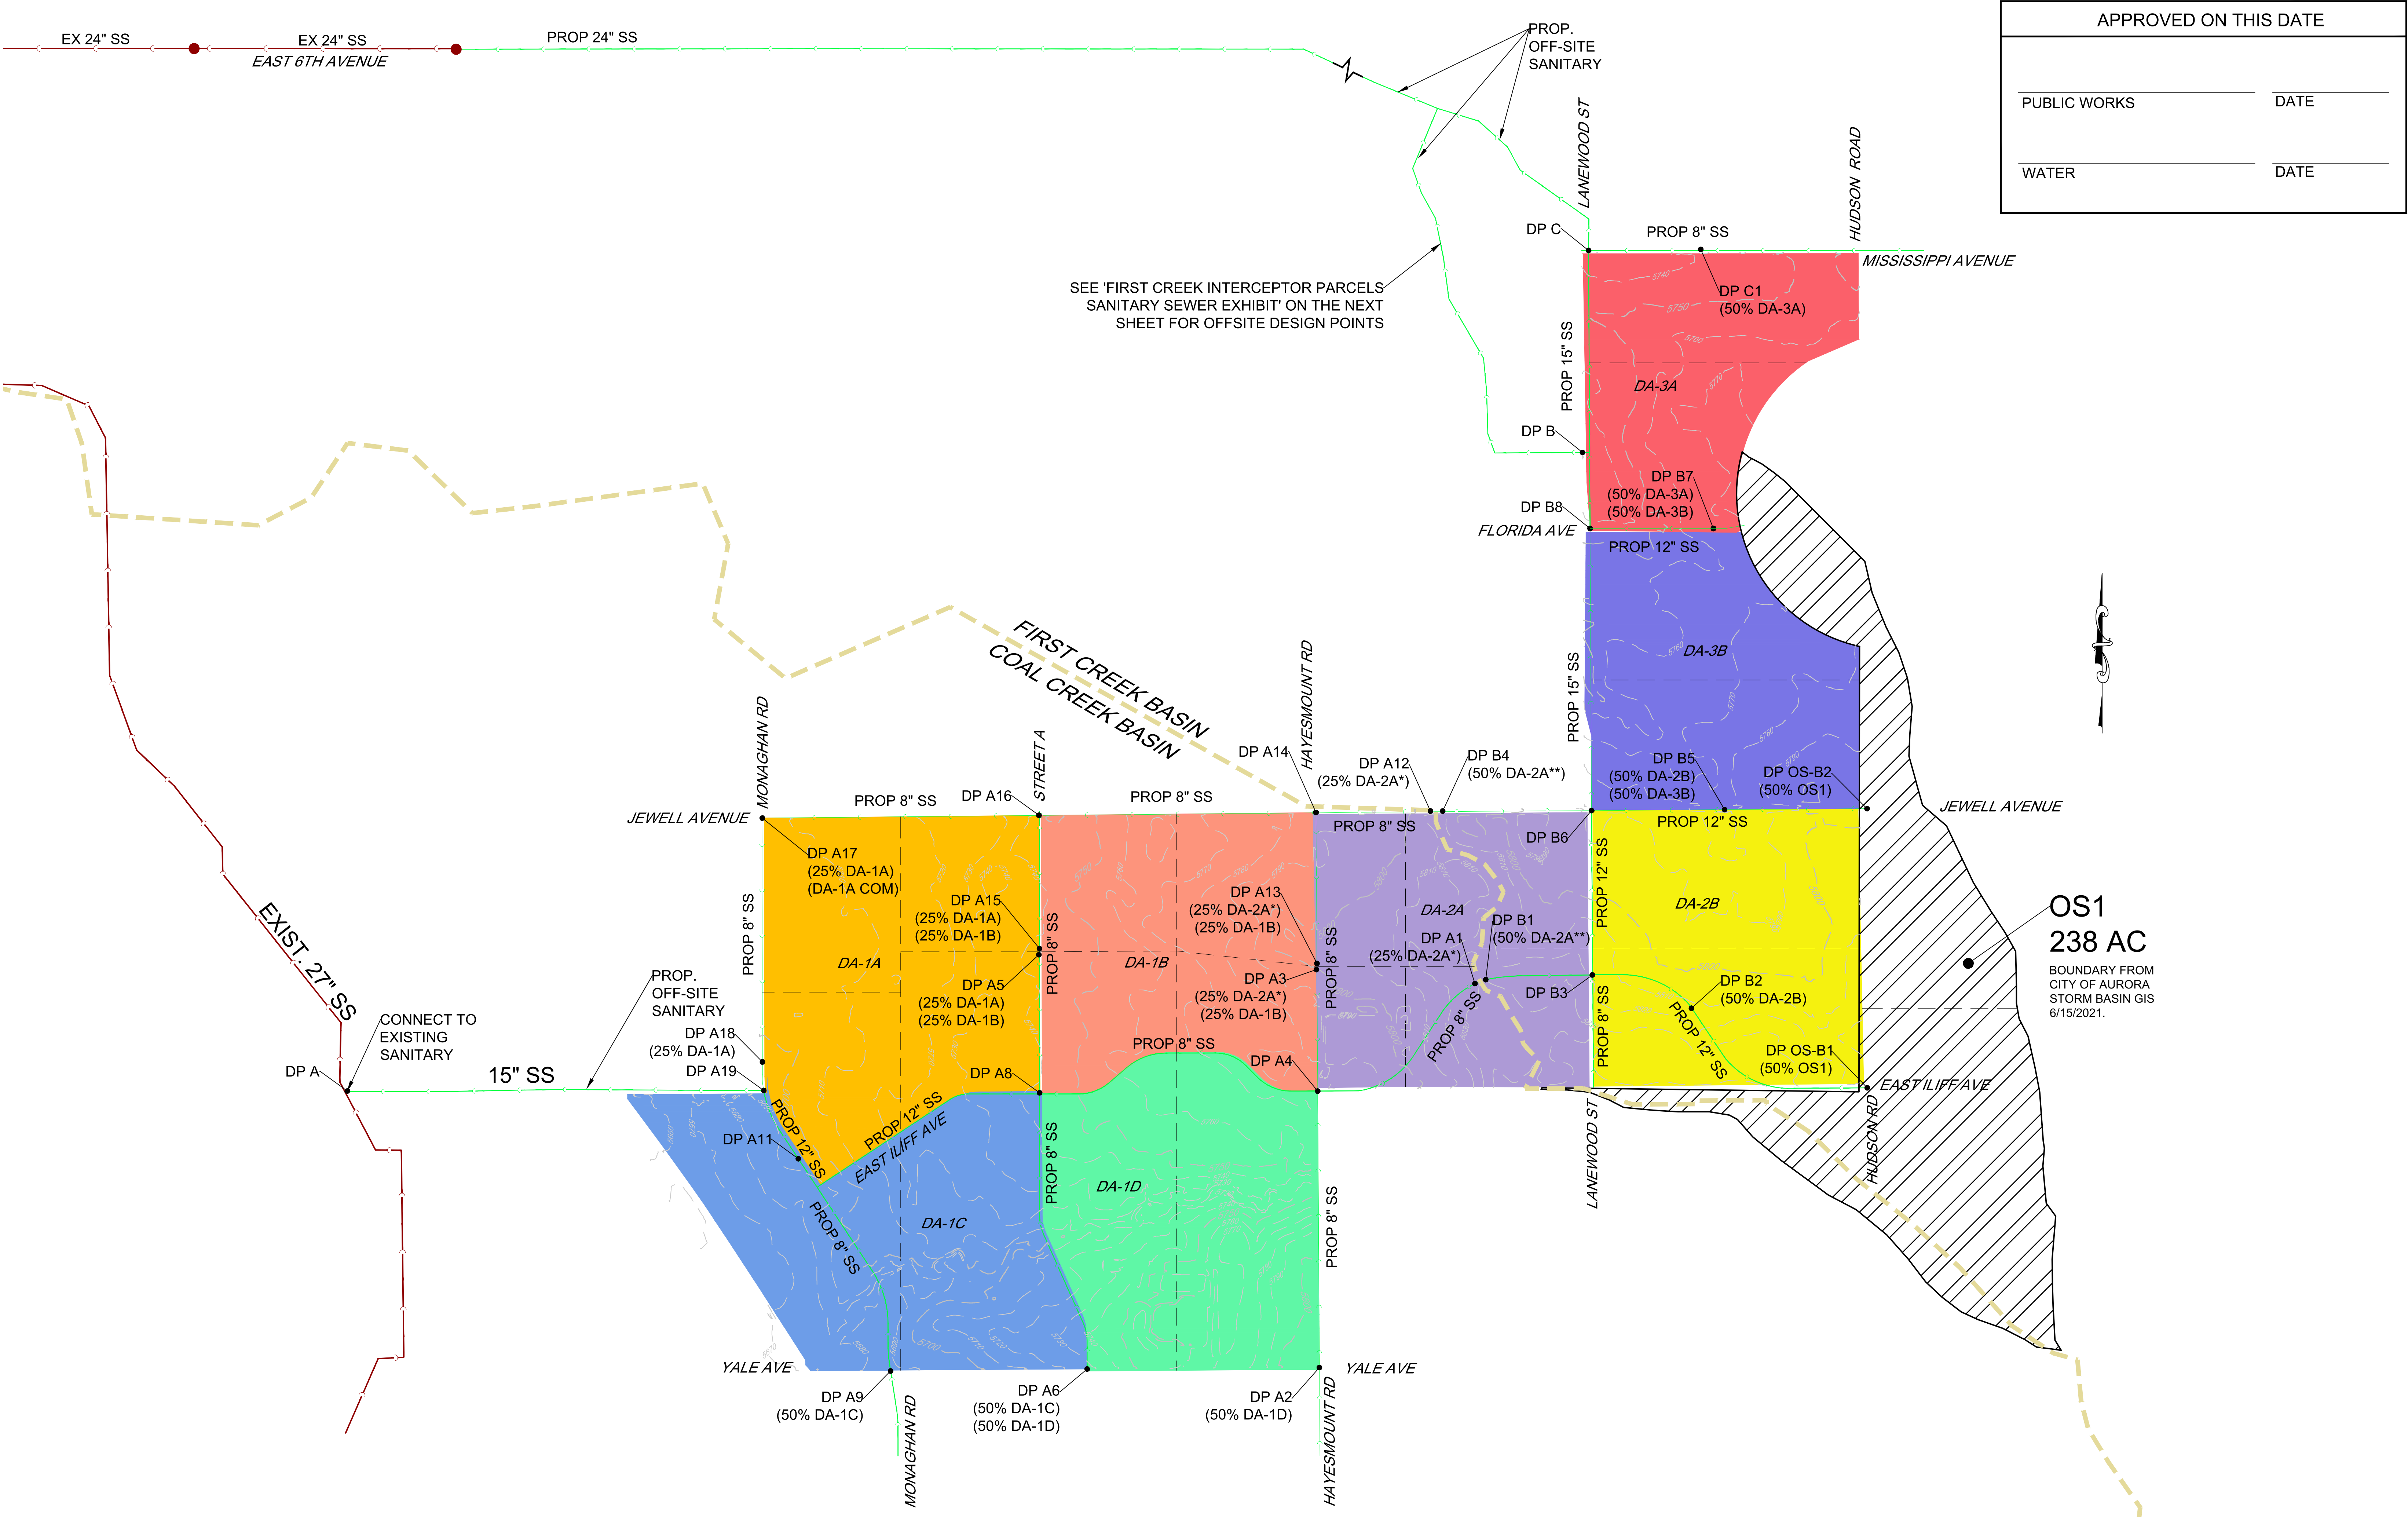 EX 24" SS
EX 24" SS
EAST 6TH AVENUE
PROP 24" SS
PROP.
OFF-SITE
SANITARY
APPROVED ON THIS DATE
PUBLIC WORKS
DATE
WATER
DATE
LANEWOOD ST
HUDSON ROAD
DP C
PROP 8" SS
MISSISSIPPI AVENUE
SEE 'FIRST CREEK INTERCEPTOR PARCELS
SANITARY SEWER EXHIBIT' ON THE NEXT
SHEET FOR OFFSITE DESIGN POINTS
5740
DP C1
(50% DA-3A)
5750
5760
PROP 15" SS
DA-3A
5770
DP B
DP B7
(50% DA-3A)
(50% DA-3B)
DP B8
FLORIDA AVE
PROP 12" SS
FIRST CREEK BASIN
COAL CREEK BASIN
5760
DA-3B
PROP 15" SS
5770
5780
5790
MONAGHAN RD
STREET A
HAYESMOUNT RD
DP A14
DP A12
(25% DA-2A*)
DP B4
(50% DA-2A**)
DP B5
(50% DA-2B)
(50% DA-3B)
DP OS-B2
(50% OS1)
JEWELL AVENUE
JEWELL AVENUE
PROP 8" SS
DP A16
PROP 8" SS
PROP 8" SS
DP B6
PROP 12" SS
DP A17
(25% DA-1A)
(DA-1A COM)
DP A15
(25% DA-1A)
(25% DA-1B)
DP A13
(25% DA-2A*)
(25% DA-1B)
PROP 8" SS
PROP 8" SS
PROP 8" SS
PROP 12" SS
DA-2A
DA-2B
DP B1
(50% DA-2A**)
DP A1
(25% DA-2A*)
OS1
238 AC
BOUNDARY FROM
CITY OF AURORA
STORM BASIN GIS
6/15/2021.
EXIST. 27" SS
DA-1A
DA-1B
DP A5
(25% DA-1A)
(25% DA-1B)
DP A3
(25% DA-2A*)
(25% DA-1B)
DP B3
DP B2
(50% DA-2B)
PROP.
OFF-SITE
SANITARY
CONNECT TO
EXISTING
SANITARY
DP A18
(25% DA-1A)
DP A19
DP A
15" SS
DP A8
PROP 8" SS
DP A4
PROP 8" SS
PROP 8" SS
PROP 12" SS
DP OS-B1
(50% OS1)
EAST ILIFF AVE
PROP 12" SS
PROP 12" SS
EAST ILIFF AVE
DP A11
PROP 8" SS
DA-1D
PROP 8" SS
LANEWOOD ST
HUDSON RD
DA-1C
PROP 8" SS
5700
5710
5720
YALE AVE
YALE AVE
DP A9
(50% DA-1C)
MONAGHAN RD
DP A6
(50% DA-1C)
(50% DA-1D)
DP A2
(50% DA-1D)
HAYESMOUNT RD